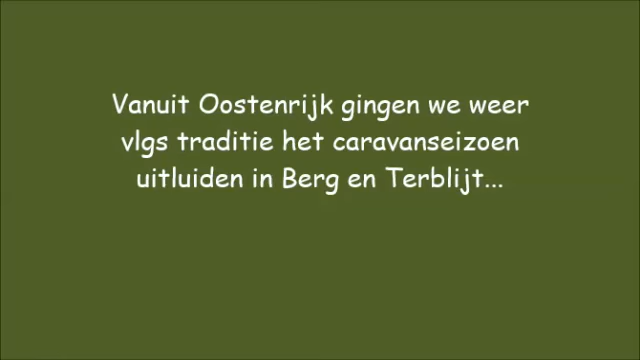 Vanuit Oostenrijk gingen we weer
vlgs traditie het caravanseizoen
uitluiden in Berg en Terblijt...